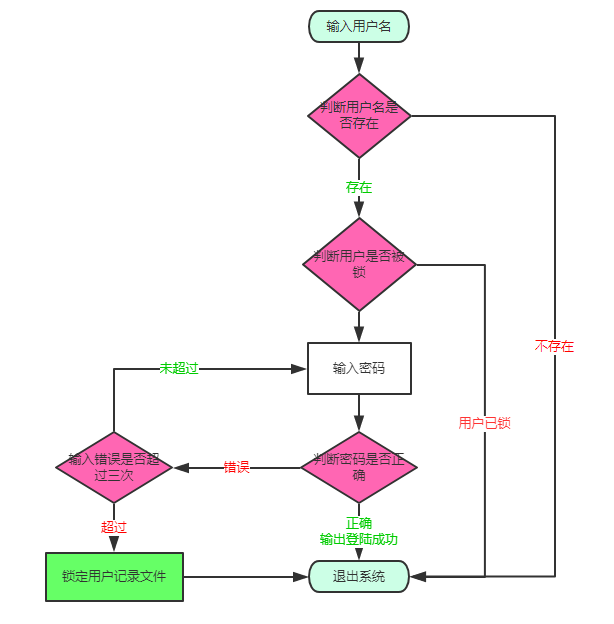 输入用户名
判断用户名是
否存在
存在
判断用户是否被
锁
不存在
输入密码
未超过
用户已锁
输入错误是否超
过三次
错误
判断密码是否正
确
超过
正确
输出登陆成功
锁定用户记录文件
退出系统